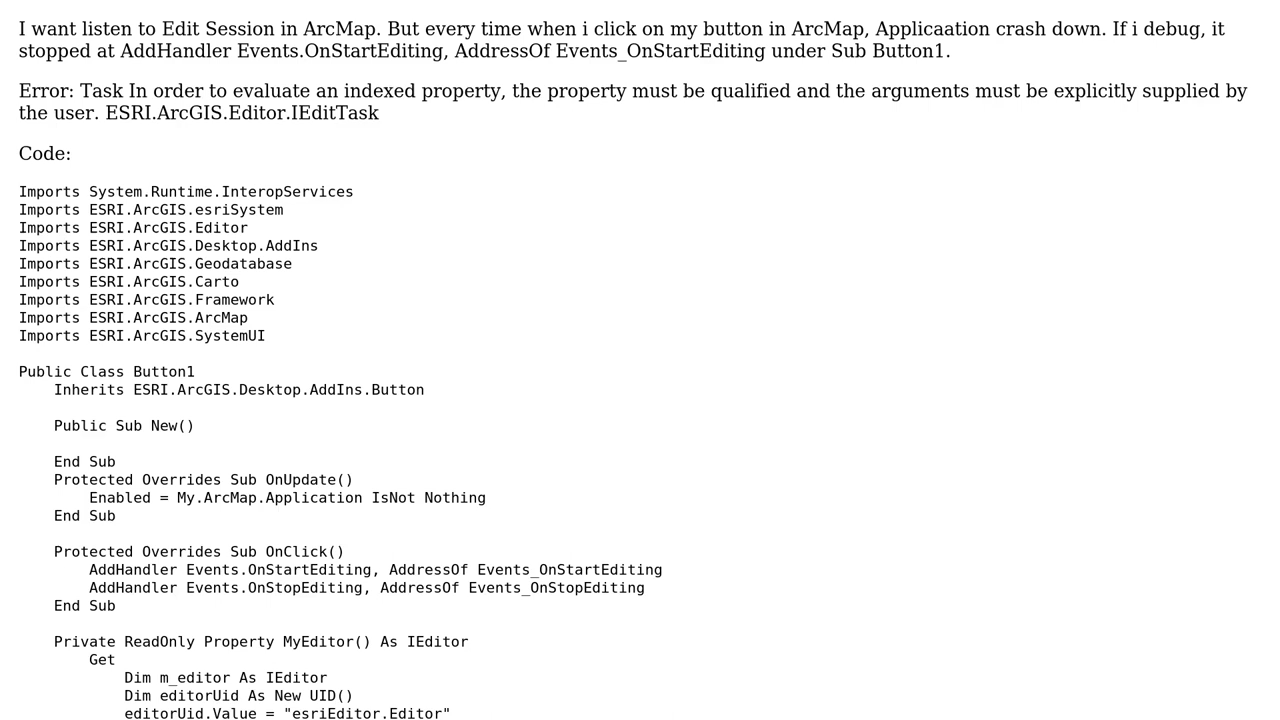 I want listen to Edit Session in ArcMap. But every time when i click on my button in ArcMap, Applicaation crash down. If i debug, it
stopped at AddHandler Events.OnStartEditing, AddressOf Events_OnStartEditing under Sub Button1.
Error: Task In order to evaluate an indexed property, the property must be qualified and the arguments must be explicitly supplied by
the user. ESRI.ArcGIS.Editor.IEditTask
Code:
Imports System.Runtime.InteropServices
Imports ESRI.ArcGIS.esriSystem
Imports ESRI.ArcGIS.Editor
Imports ESRI.ArcGIS.Desktop.AddIns
Imports ESRI.ArcGIS.Geodatabase
Imports ESRI.ArcGIS.Carto
Imports ESRI.ArcGIS.Framework
Imports ESRI.ArcGIS.ArcMap
Imports ESRI.ArcGIS.SystemUI
Public Class Button1
    Inherits ESRI.ArcGIS.Desktop.AddIns.Button
    Public Sub New()
    End Sub
    Protected Overrides Sub OnUpdate()
        Enabled = My.ArcMap.Application IsNot Nothing
    End Sub
    Protected Overrides Sub OnClick()
        AddHandler Events.OnStartEditing, AddressOf Events_OnStartEditing
        AddHandler Events.OnStopEditing, AddressOf Events_OnStopEditing
    End Sub
    Private ReadOnly Property MyEditor() As IEditor
        Get
            Dim m_editor As IEditor
            Dim editorUid As New UID()
            editorUid.Value = "esriEditor.Editor"